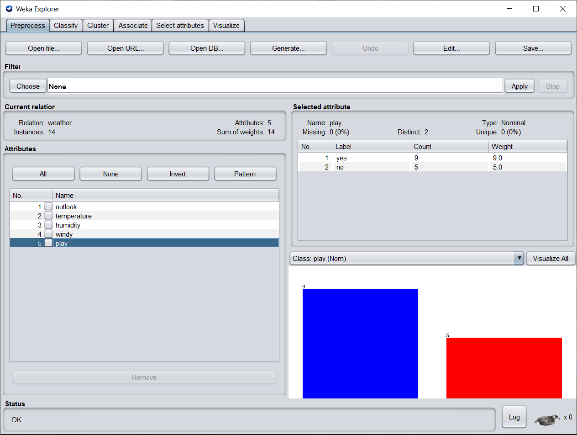 Weka Explorer
Preprocess Classify Cluster Associate Select attributes Visualize
Open file... Open URL... Open DB... Generate... Undo Edit... Save...
Filter
Choose None Apply Stop
Current relation
Relation: weather Attributes: 5
Instances: 14 Sum of weights: 14
Attributes
All None Invert Pattern
No. Name
1 outlook
2 temperature
3 humidity
4 windy
5 play
Remove
Selected attribute
Name: play Type: Nominal
Missing: 0 (0%) Distinct: 2 Unique: 0 (0%)
No. Label Count Weight
1 yes 9 9.0
2 no 5 5.0
Class: play (Nom) Visualize All
9
5
Status
OK
Log x 0